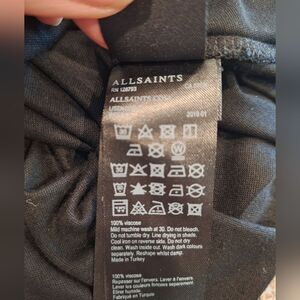 ALLSAINTS
RN 128793
ALLSAINTS.COM
2019 01
100% viscose
Mild machine wash at 30. Do not bleach.
Do not tumble dry. Line drying in shade.
Cool iron on reverse side. Do not dry
clean. Wash inside out. Wash dark colours
separately. Reshape whilst damp.
Made in Turkey
100% viscose
Repasser sur l'envers. Laver à l'envers.
Fabriqué en Turquie